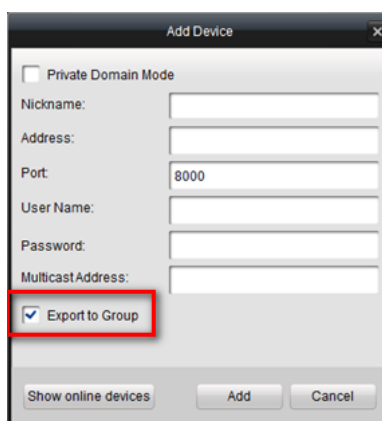 Add Device
Private Domain Mode
Nickname:
Address:
Port: 8000
User Name:
Password:
Multicast Address:
Export to Group
Show online devices Add Cancel